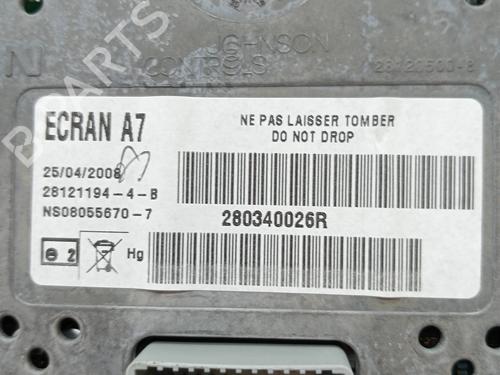 JOHNSON
CONTROLS
28120500-8
ECRAN A7
NE PAS LAISSER TOMBER
DO NOT DROP
25/04/2008
28121194-4-B
NS08055670-7
280340026R
2
Hg